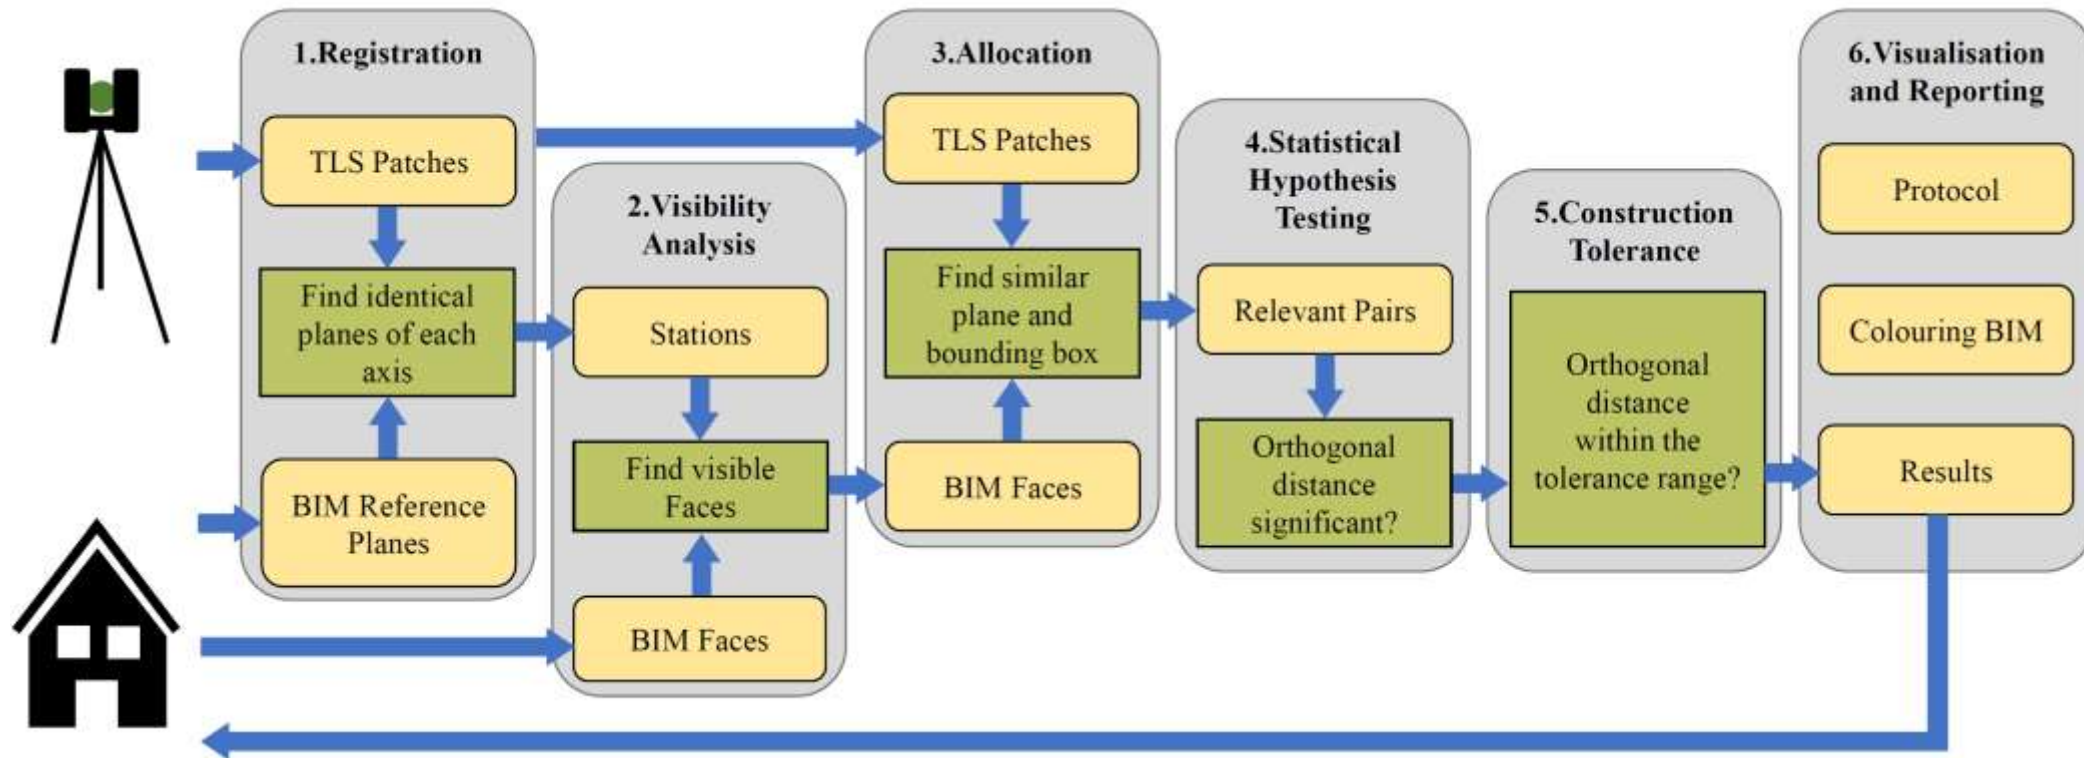 1.Registration
TLS Patches
Find identical
planes of each
axis
BIM Reference
Planes
2.Visibility
Analysis
Stations
Find visible
Faces
BIM Faces
3.Allocation
TLS Patches
Find similar
plane and
bounding box
BIM Faces
4.Statistical
Hypothesis
Testing
Relevant Pairs
Orthogonal
distance
significant?
5.Construction
Tolerance
Orthogonal
distance
within the
tolerance range?
6.Visualisation
and Reporting
Protocol
Colouring BIM
Results